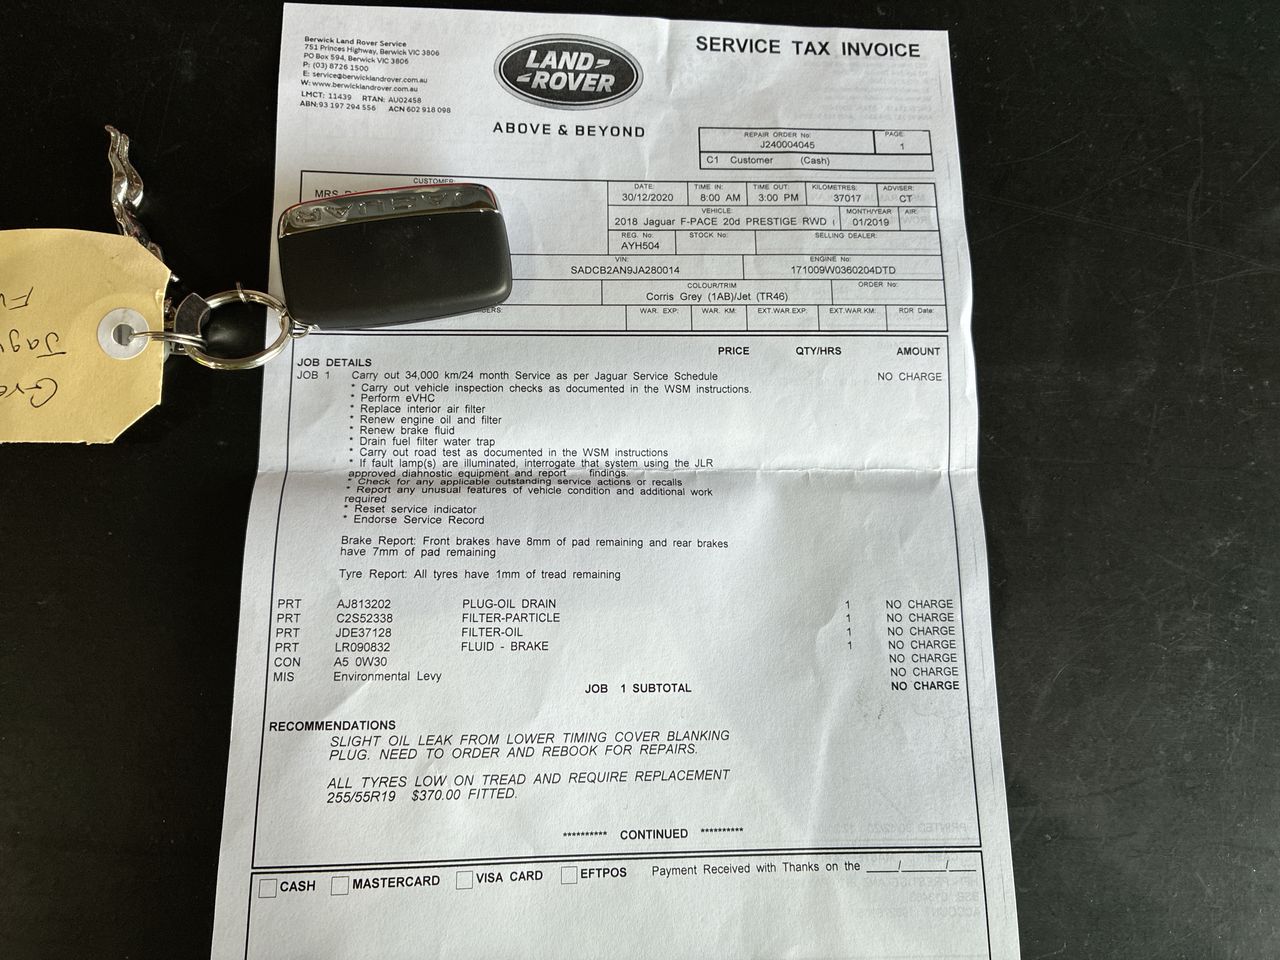 Berwick Land Rover Service
751 Princes Highway, Berwick VIC 3806
PO Box 594, Berwick VIC 3806
P: (03) 8726 1500
E: service@berwicklandrover.com.au
W: www.berwicklandrover.com.au
LMCT: 11439 RTAN: AU02458
ABN: 93 197 294 556 ACN 602 918 098
LAND-
-ROVER
ABOVE & BEYOND
SERVICE TAX INVOICE
REPAIR ORDER No: PAGE:
J240004045 1
C1 Customer (Cash)
CUSTOMER:
MRS
DATE: TIME IN: TIME OUT: KILOMETRES: ADVISER:
30/12/2020 8:00 AM 3:00 PM 37017 CT
VEHICLE: MONTH/YEAR AIR:
2018 Jaguar F-PACE 20d PRESTIGE RWD 01/2019
REG. No: STOCK No: SELLING DEALER:
AYH504
VIN: ENGINE No:
SADCB2AN9JA280014 171009W0360204DTD
COLOUR/TRIM ORDER No:
Corris Grey (1AB)/Jet (TR46)
WAR. EXP: WAR. KM: EXT.WAR.EXP: EXT.WAR.KM: RDR Date:
JAGUAR
PRICE QTY/HRS AMOUNT
JOB DETAILS
JOB 1 Carry out 34,000 km/24 month Service as per Jaguar Service Schedule NO CHARGE
* Carry out vehicle inspection checks as documented in the WSM instructions.
* Perform eVHC
* Replace interior air filter
* Renew engine oil and filter
* Renew brake fluid
* Drain fuel filter water trap
* Carry out road test as documented in the WSM instructions
* If fault lamp(s) are illuminated, interrogate that system using the JLR
approved diahnostic equipment and report findings.
* Check for any applicable outstanding service actions or recalls
* Report any unusual features of vehicle condition and additional work
required
* Reset service indicator
* Endorse Service Record
Brake Report: Front brakes have 8mm of pad remaining and rear brakes
have 7mm of pad remaining
Tyre Report: All tyres have 1mm of tread remaining
PRT AJ813202 PLUG-OIL DRAIN 1 NO CHARGE
PRT C2S52338 FILTER-PARTICLE 1 NO CHARGE
PRT JDE37128 FILTER-OIL 1 NO CHARGE
PRT LR090832 FLUID - BRAKE 1 NO CHARGE
CON A5 0W30 NO CHARGE
MIS Environmental Levy NO CHARGE
JOB 1 SUBTOTAL NO CHARGE
RECOMMENDATIONS
SLIGHT OIL LEAK FROM LOWER TIMING COVER BLANKING
PLUG. NEED TO ORDER AND REBOOK FOR REPAIRS.
ALL TYRES LOW ON TREAD AND REQUIRE REPLACEMENT
255/55R19 $370.00 FITTED.
********** CONTINUED **********
CASH MASTERCARD VISA CARD EFTPOS Payment Received with Thanks on the ____/____/____